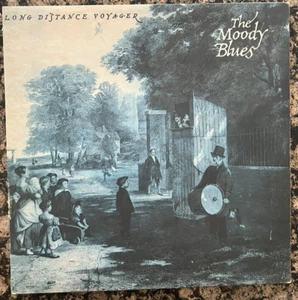 LONG DISTANCE VOYAGER
The
Moody
Blues